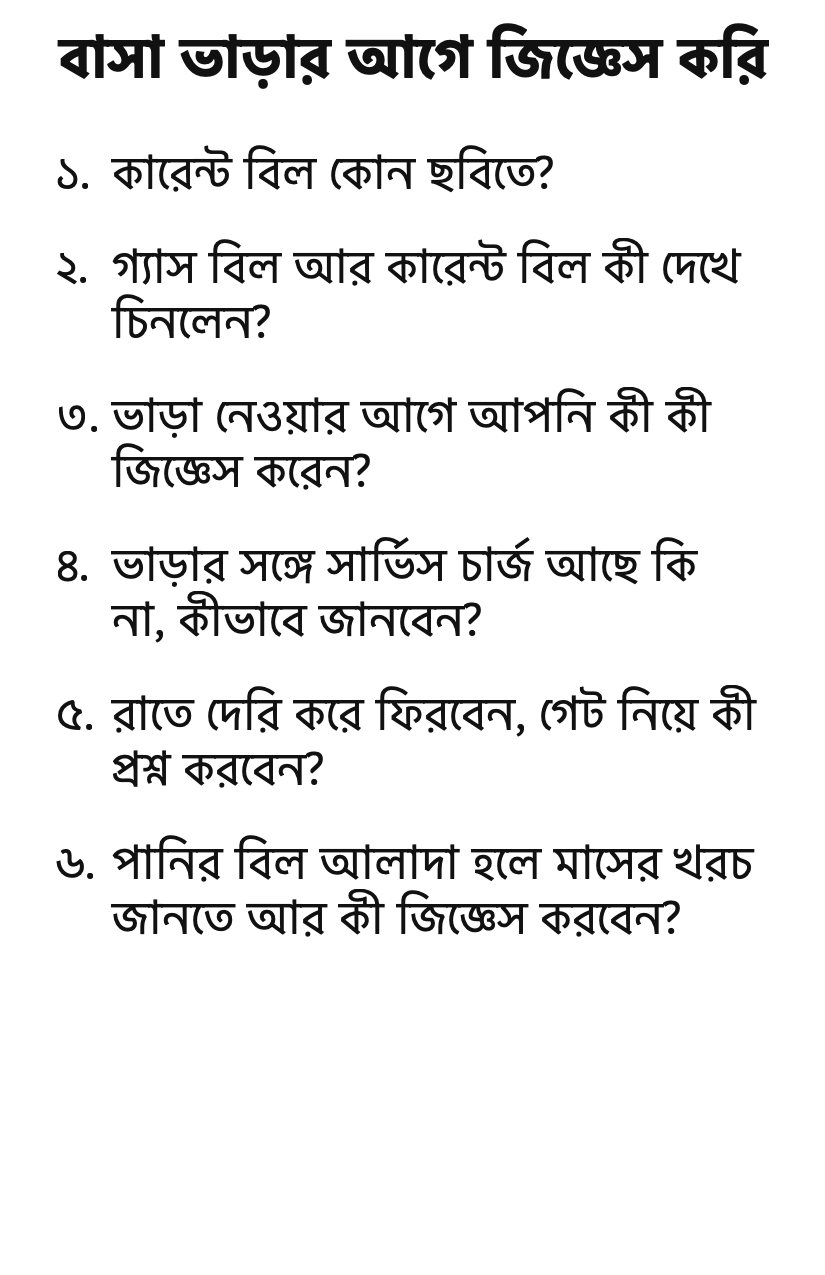 বাসা ভাড়ার আগে জিজ্ঞেস করি
১. কারেন্ট বিল কোন ছবিতে?
২. গ্যাস বিল আর কারেন্ট বিল কী দেখে
চিনলেন?
৩. ভাড়া নেওয়ার আগে আপনি কী কী
জিজ্ঞেস করেন?
৪. ভাড়ার সঙ্গে সার্ভিস চার্জ আছে কি
না, কীভাবে জানবেন?
৫. রাতে দেরি করে ফিরবেন, গেট নিয়ে কী
প্রশ্ন করবেন?
৬. পানির বিল আলাদা হলে মাসের খরচ
জানতে আর কী জিজ্ঞেস করবেন?